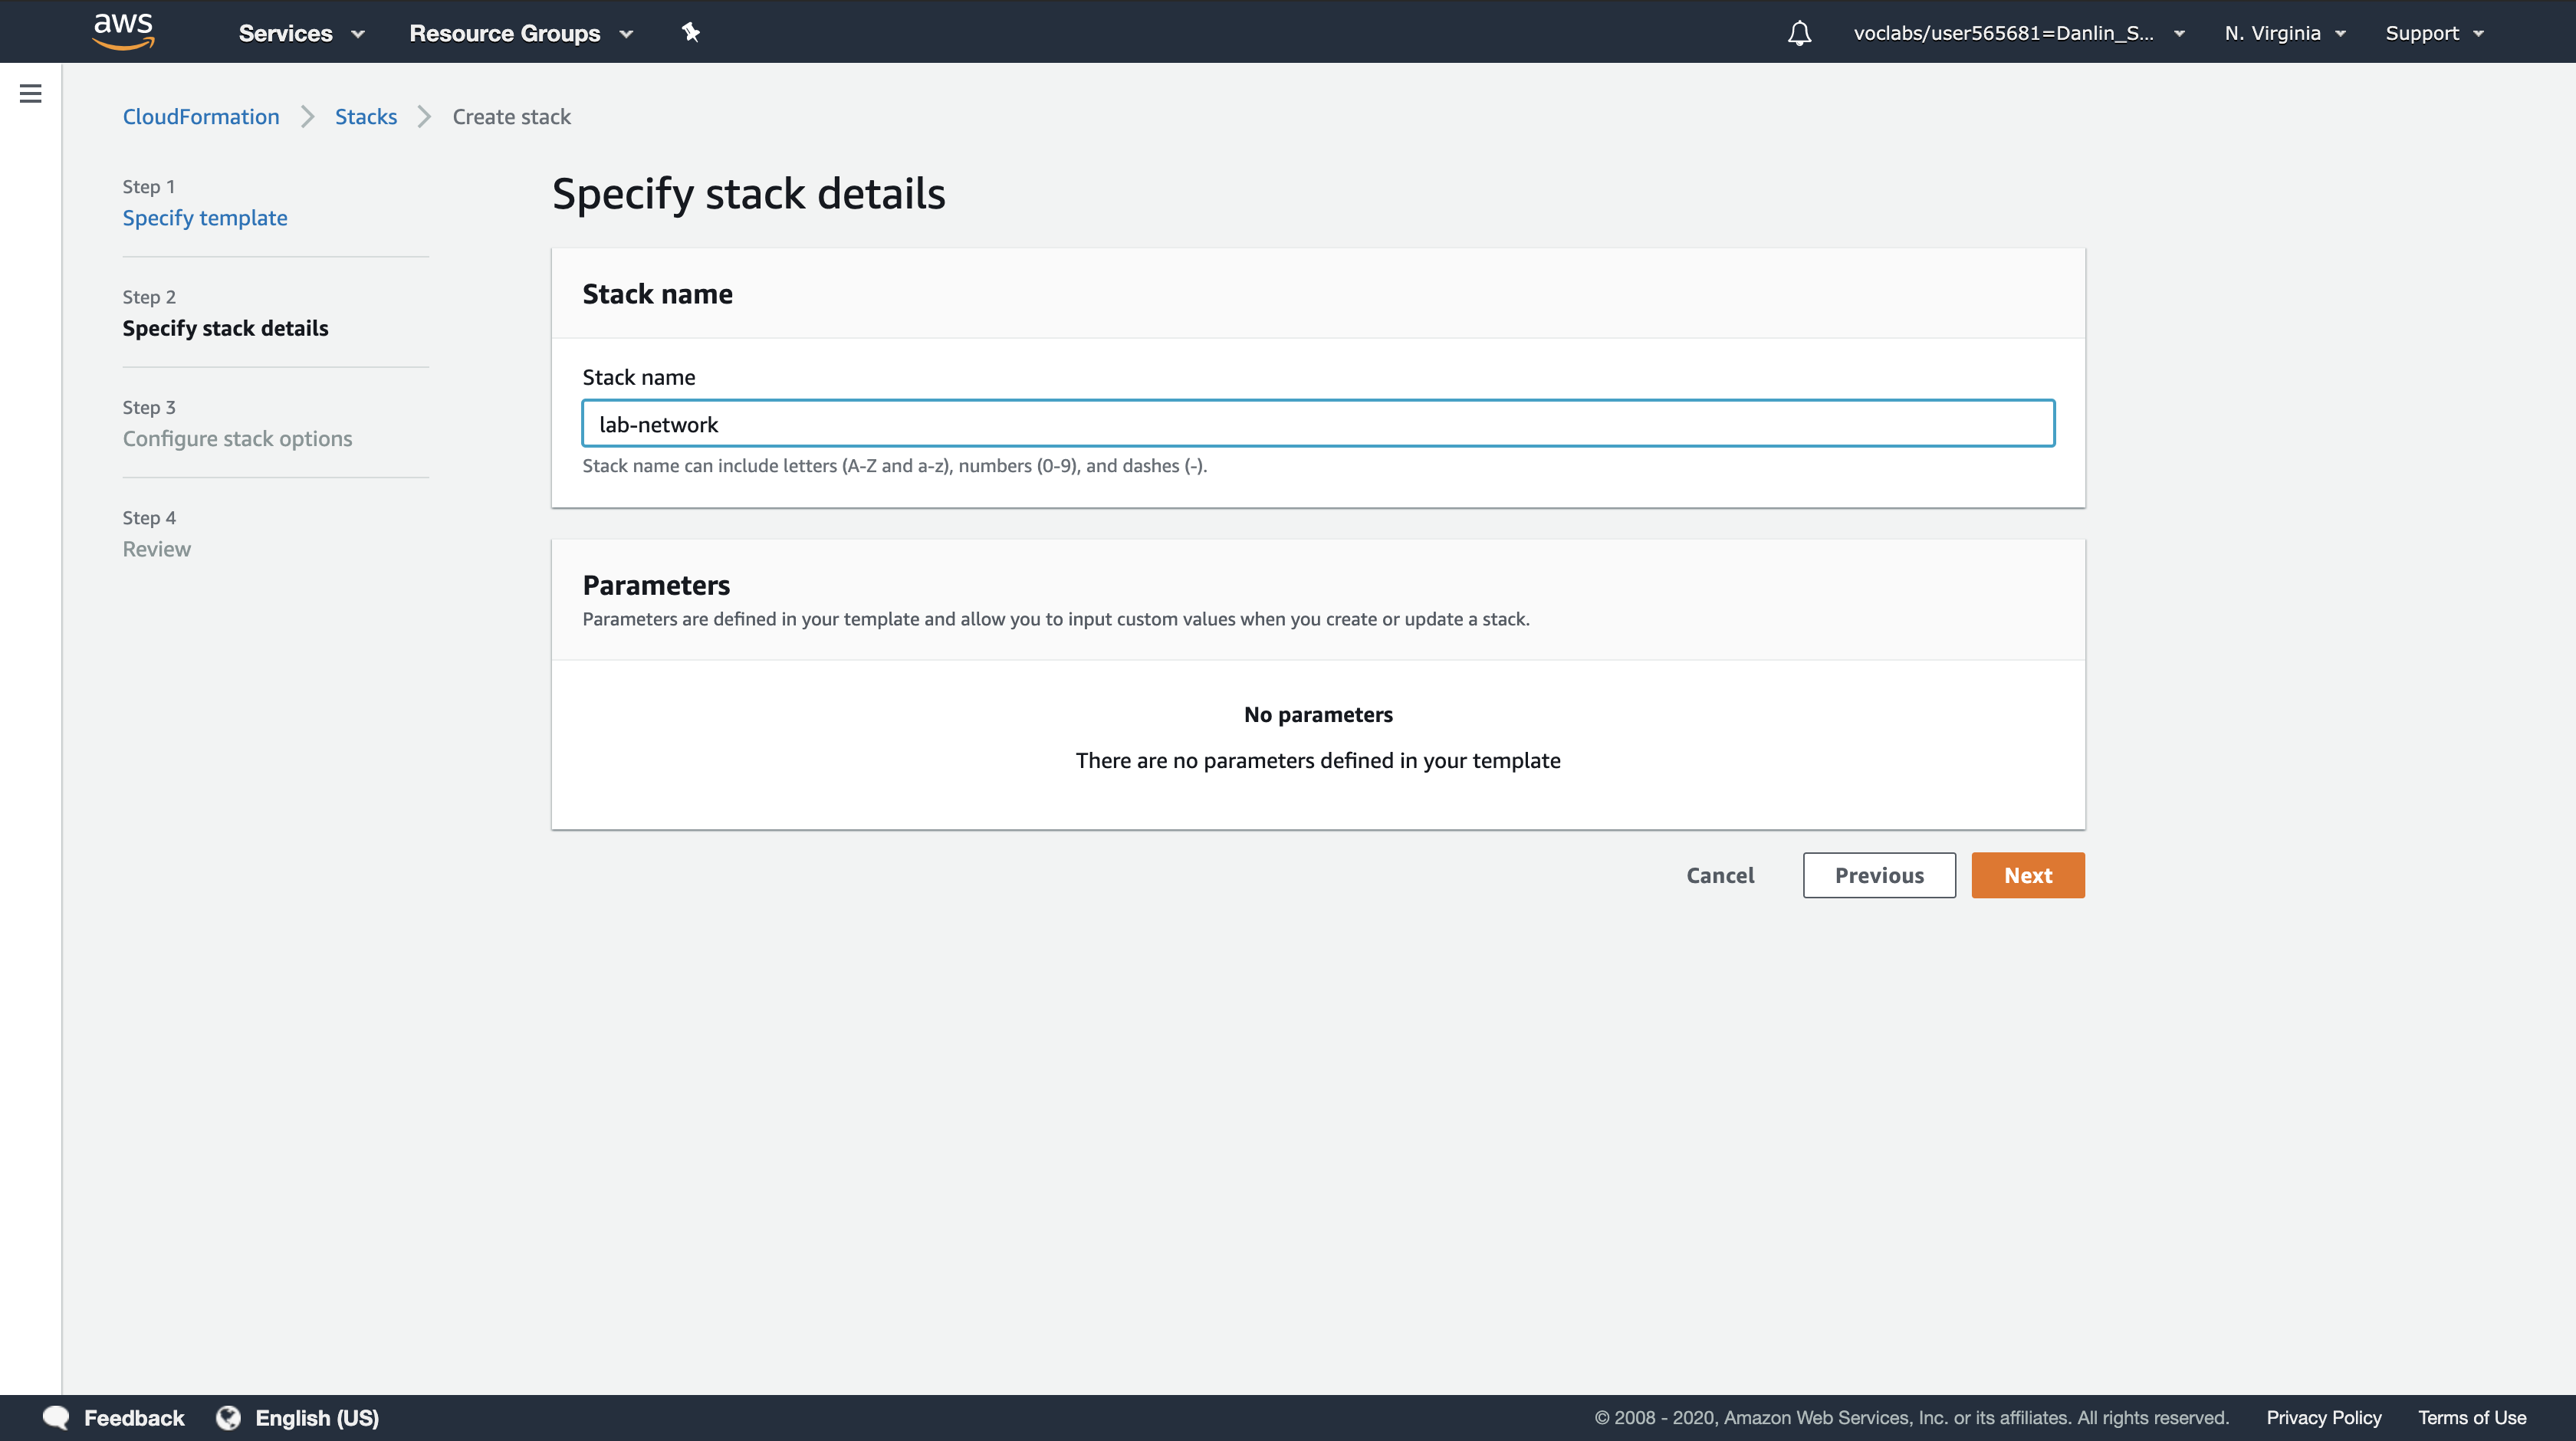 aws Services Resource Groups voclabs/user565681=Danlin_S... N. Virginia Support
CloudFormation Stacks Create stack
Step 1
Specify template
Step 2
Specify stack details
Step 3
Configure stack options
Step 4
Review
Specify stack details
Stack name
Stack name
lab-network
Stack name can include letters (A-Z and a-z), numbers (0-9), and dashes (-).
Parameters
Parameters are defined in your template and allow you to input custom values when you create or update a stack.
No parameters
There are no parameters defined in your template
Cancel Previous Next
Feedback English (US) © 2008 - 2020, Amazon Web Services, Inc. or its affiliates. All rights reserved. Privacy Policy Terms of Use